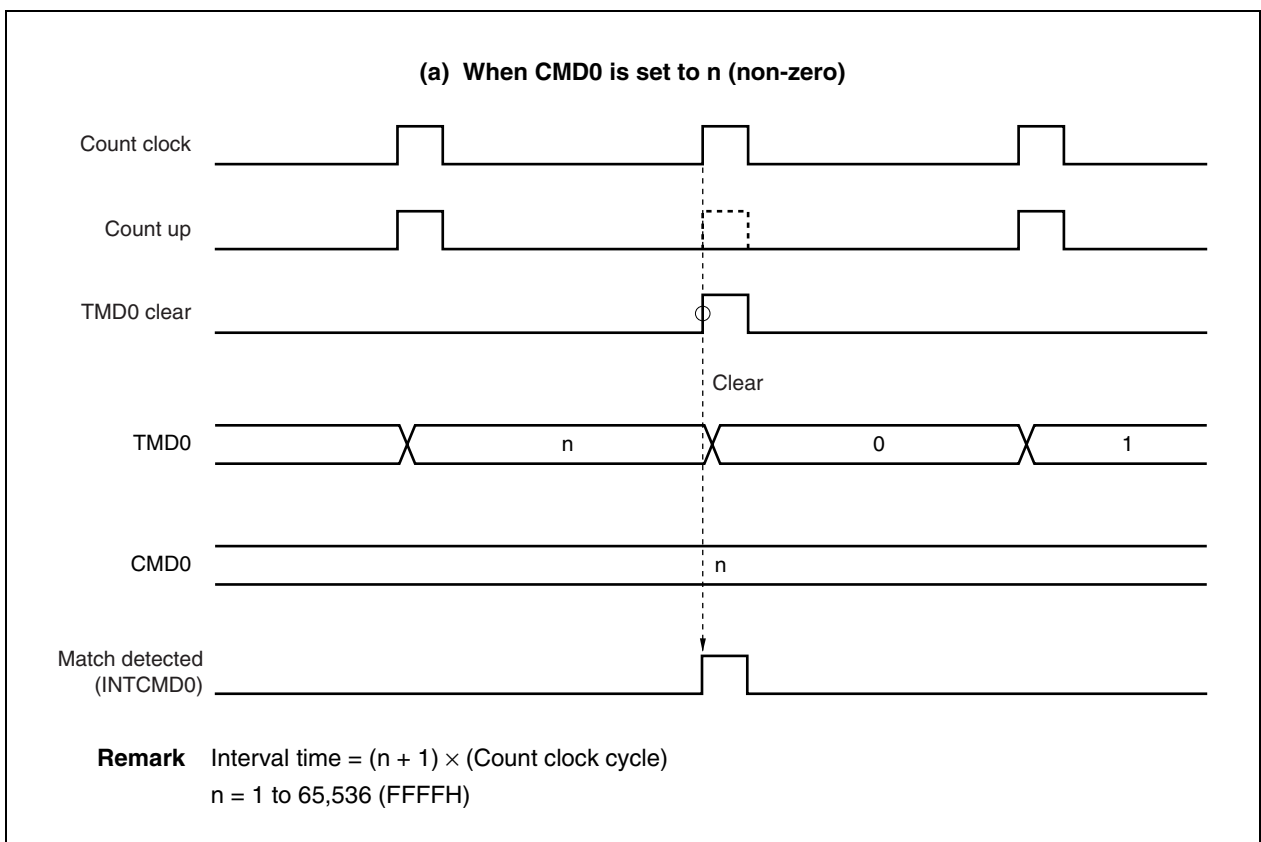 (a) When CMD0 is set to n (non-zero)
Count clock
Count up
TMD0 clear
Clear
TMD0
n
0
1
CMD0
n
Match detected
(INTCMD0)
Remark Interval time = (n + 1) × (Count clock cycle)
n = 1 to 65,536 (FFFFH)